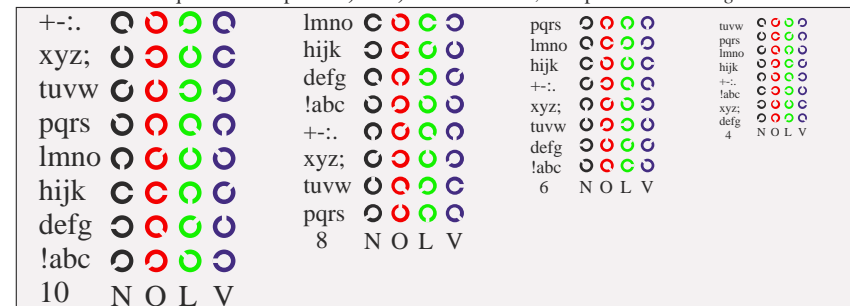 +-:.
xyz;
tuvw
pqrs
lmno
hijk
defg
!abc
10 N O L V
lmno
hijk
defg
!abc
+-:.
xyz;
tuvw
pqrs
8 N O L V
pqrs
lmno
hijk
+-:.
xyz;
tuvw
defg
!abc
6 N O L V
tuvw
pqrs
lmno
hijk
+-:.
!abc
xyz;
defg
4 N O L V